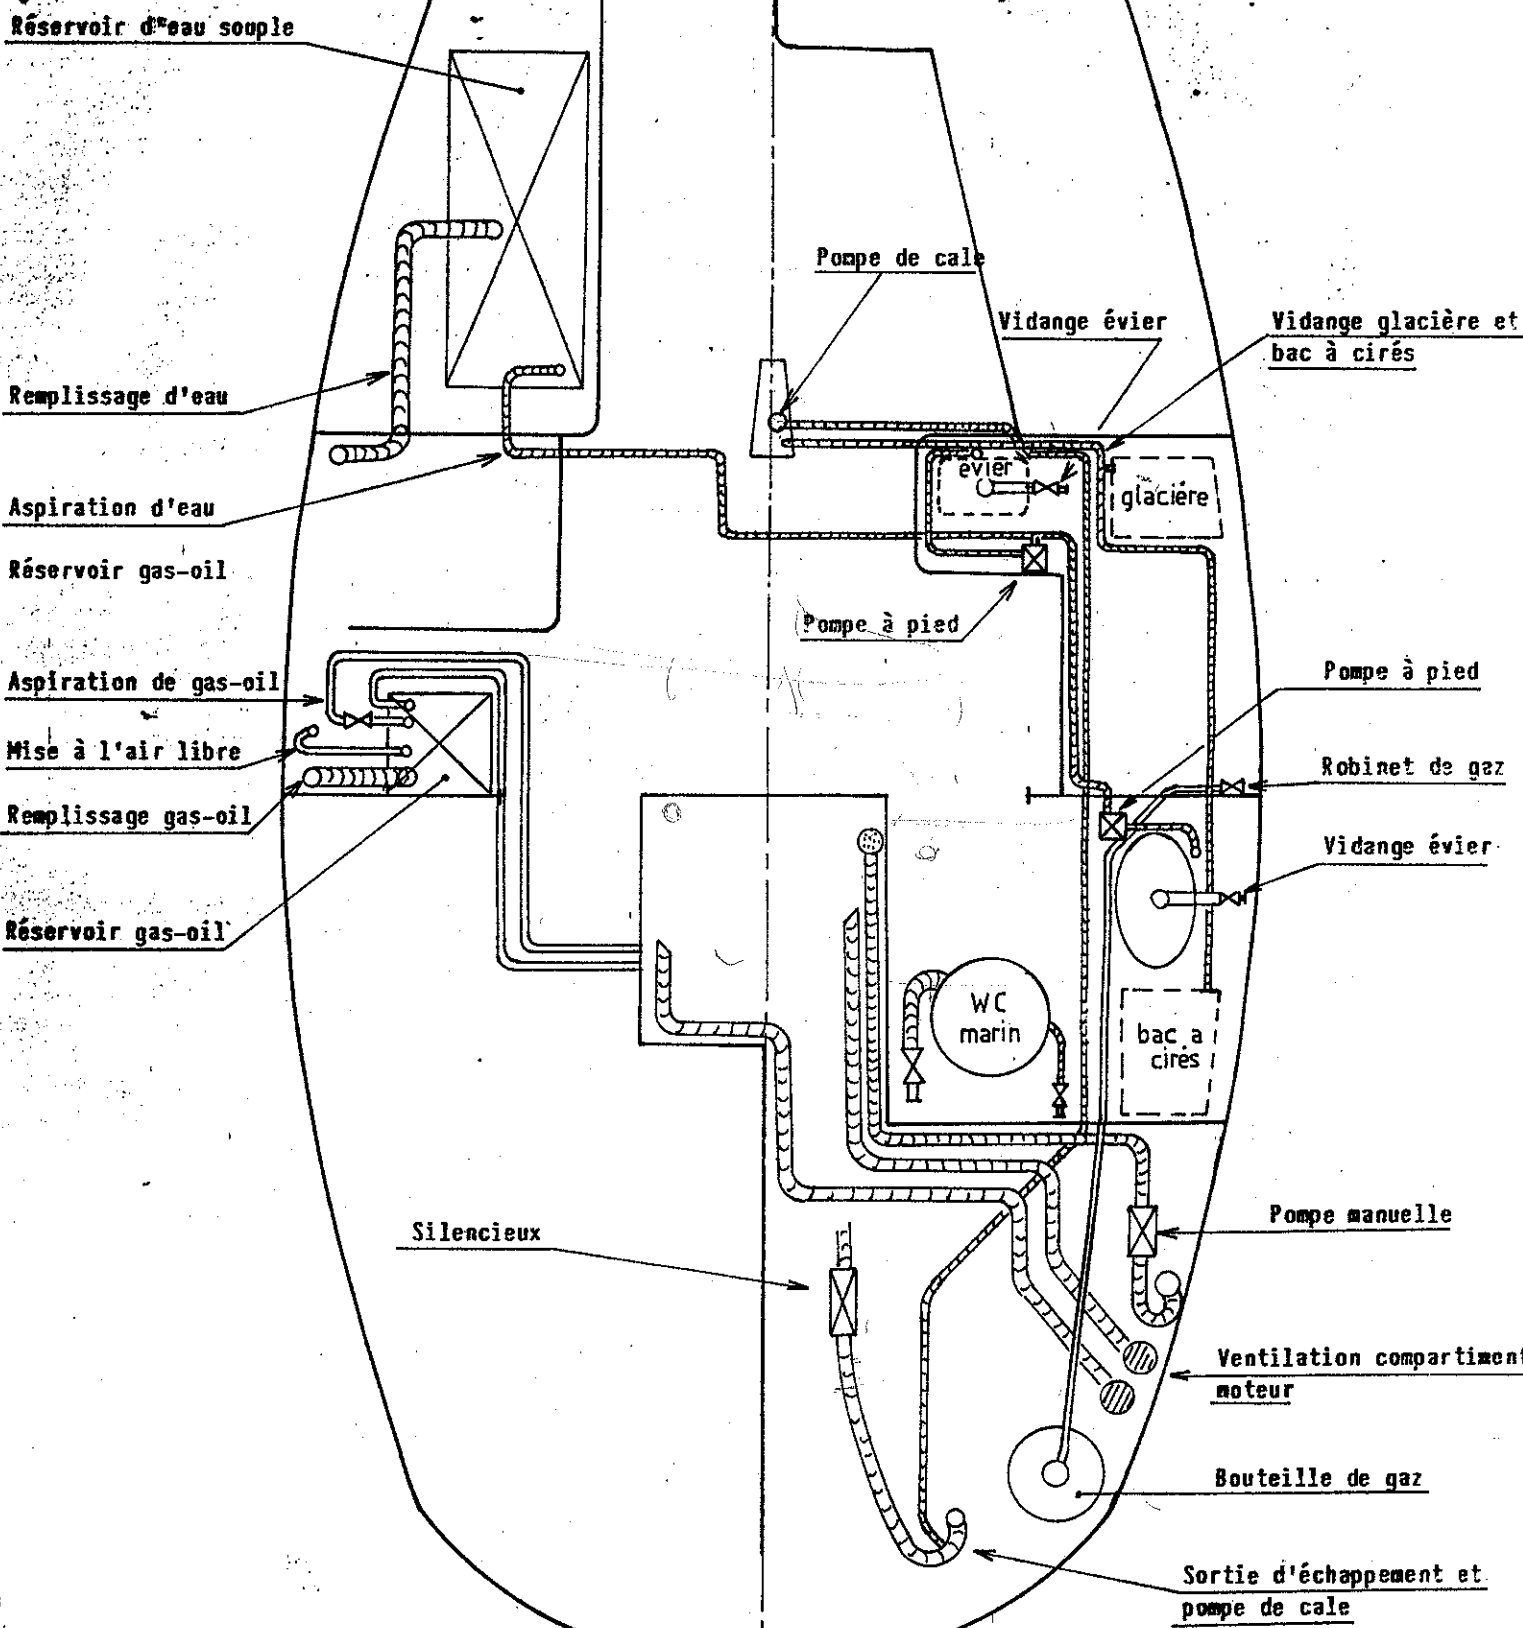 Réservoir d'eau souple
Pompe de cale
Vidange évier
Vidange glacière et
bac à cirés
Remplissage d'eau
évier
glacière
Aspiration d'eau
Réservoir gas-oil
Pompe à pied
Aspiration de gas-oil
Pompe à pied
Mise à l'air libre
Robinet de gaz
Remplissage gas-oil
Vidange évier
Réservoir gas-oil
WC
marin
bac a
cirés
Pompe manuelle
Silencieux
Ventilation compartiment
moteur
Bouteille de gaz
Sortie d'échappement et
pompe de cale